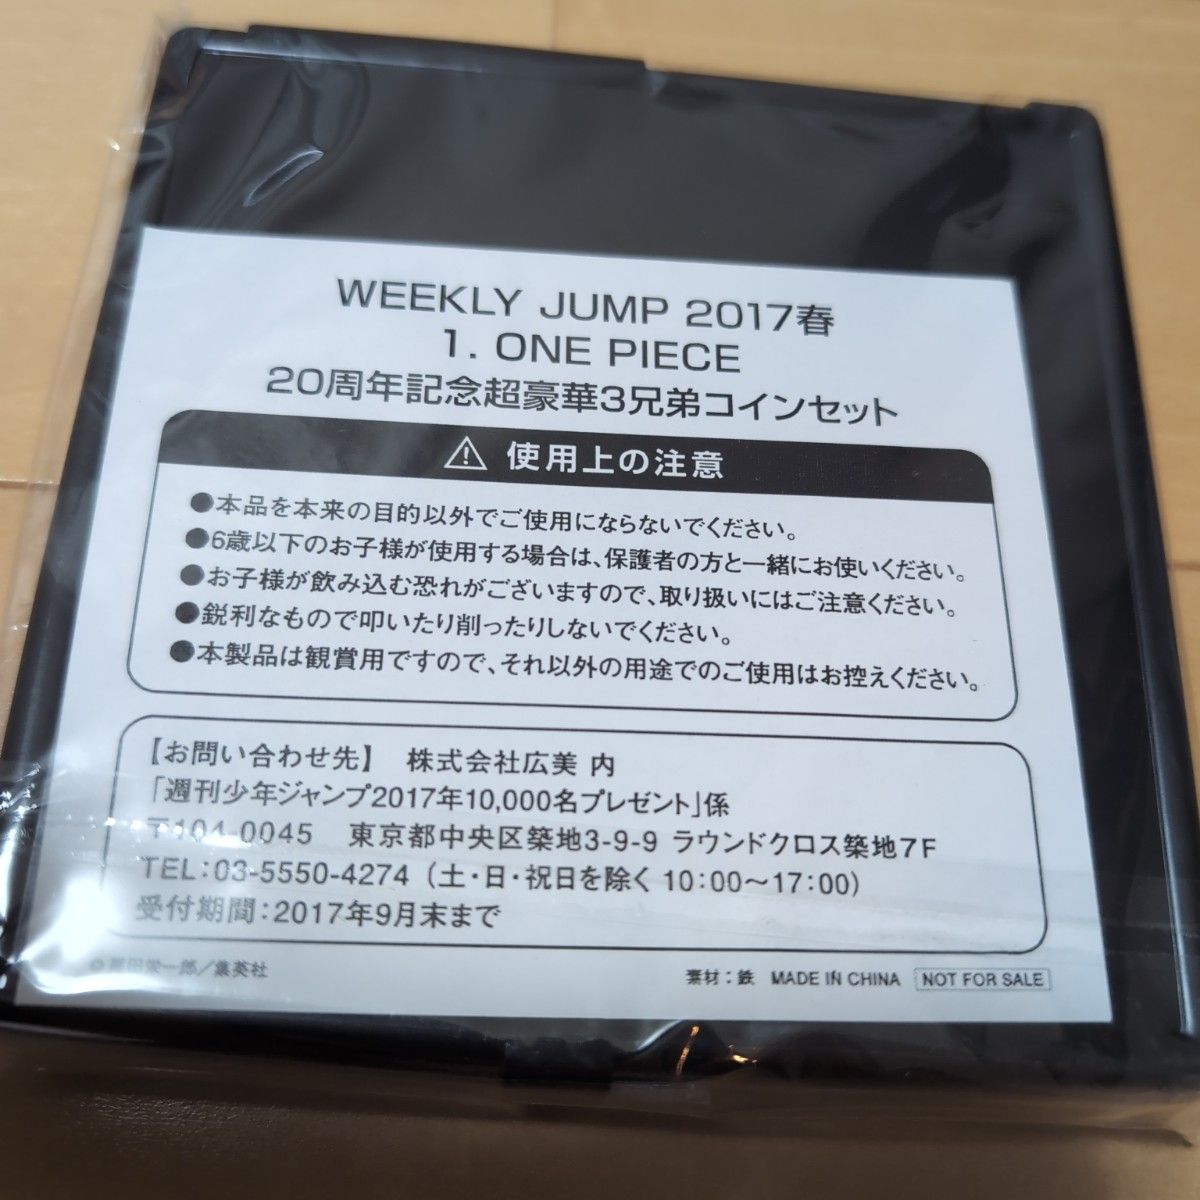 WEEKLY JUMP 2017春
1. ONE PIECE
20周年記念超豪華3兄弟コインセット
使用上の注意
●本品を本来の目的以外でご使用にならないでください。
●6歳以下のお子様が使用する場合は、保護者の方と一緒にお使いください。
●お子様が飲み込む恐れがございますので、取り扱いにはご注意ください。
●鋭利なもので叩いたり削ったりしないでください。
●本製品は観賞用ですので、それ以外の用途でのご使用はお控えください。
【お問い合わせ先】 株式会社広美 内
「週刊少年ジャンプ2017年10,000名プレゼント」係
〒104-0045 東京都中央区築地3-9-9 ラウンドクロス築地7F
TEL:03-5550-4274 (土・日・祝日を除く 10:00〜17:00)
受付期間:2017年9月末まで
©尾田栄一郎/集英社
素材:鉄 MADE IN CHINA NOT FOR SALE